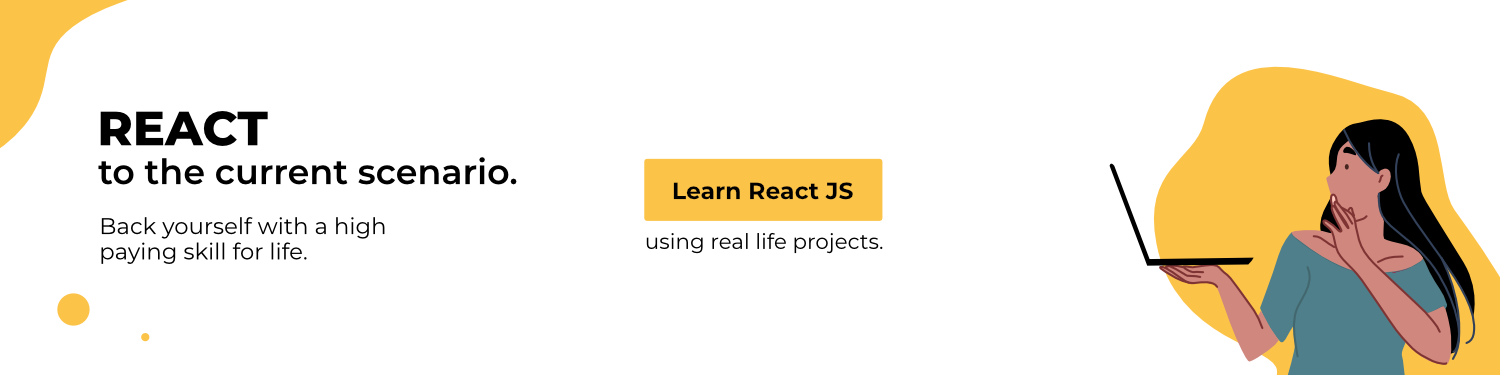 REACT
to the current scenario.
Back yourself with a high
paying skill for life.
Learn React JS
using real life projects.